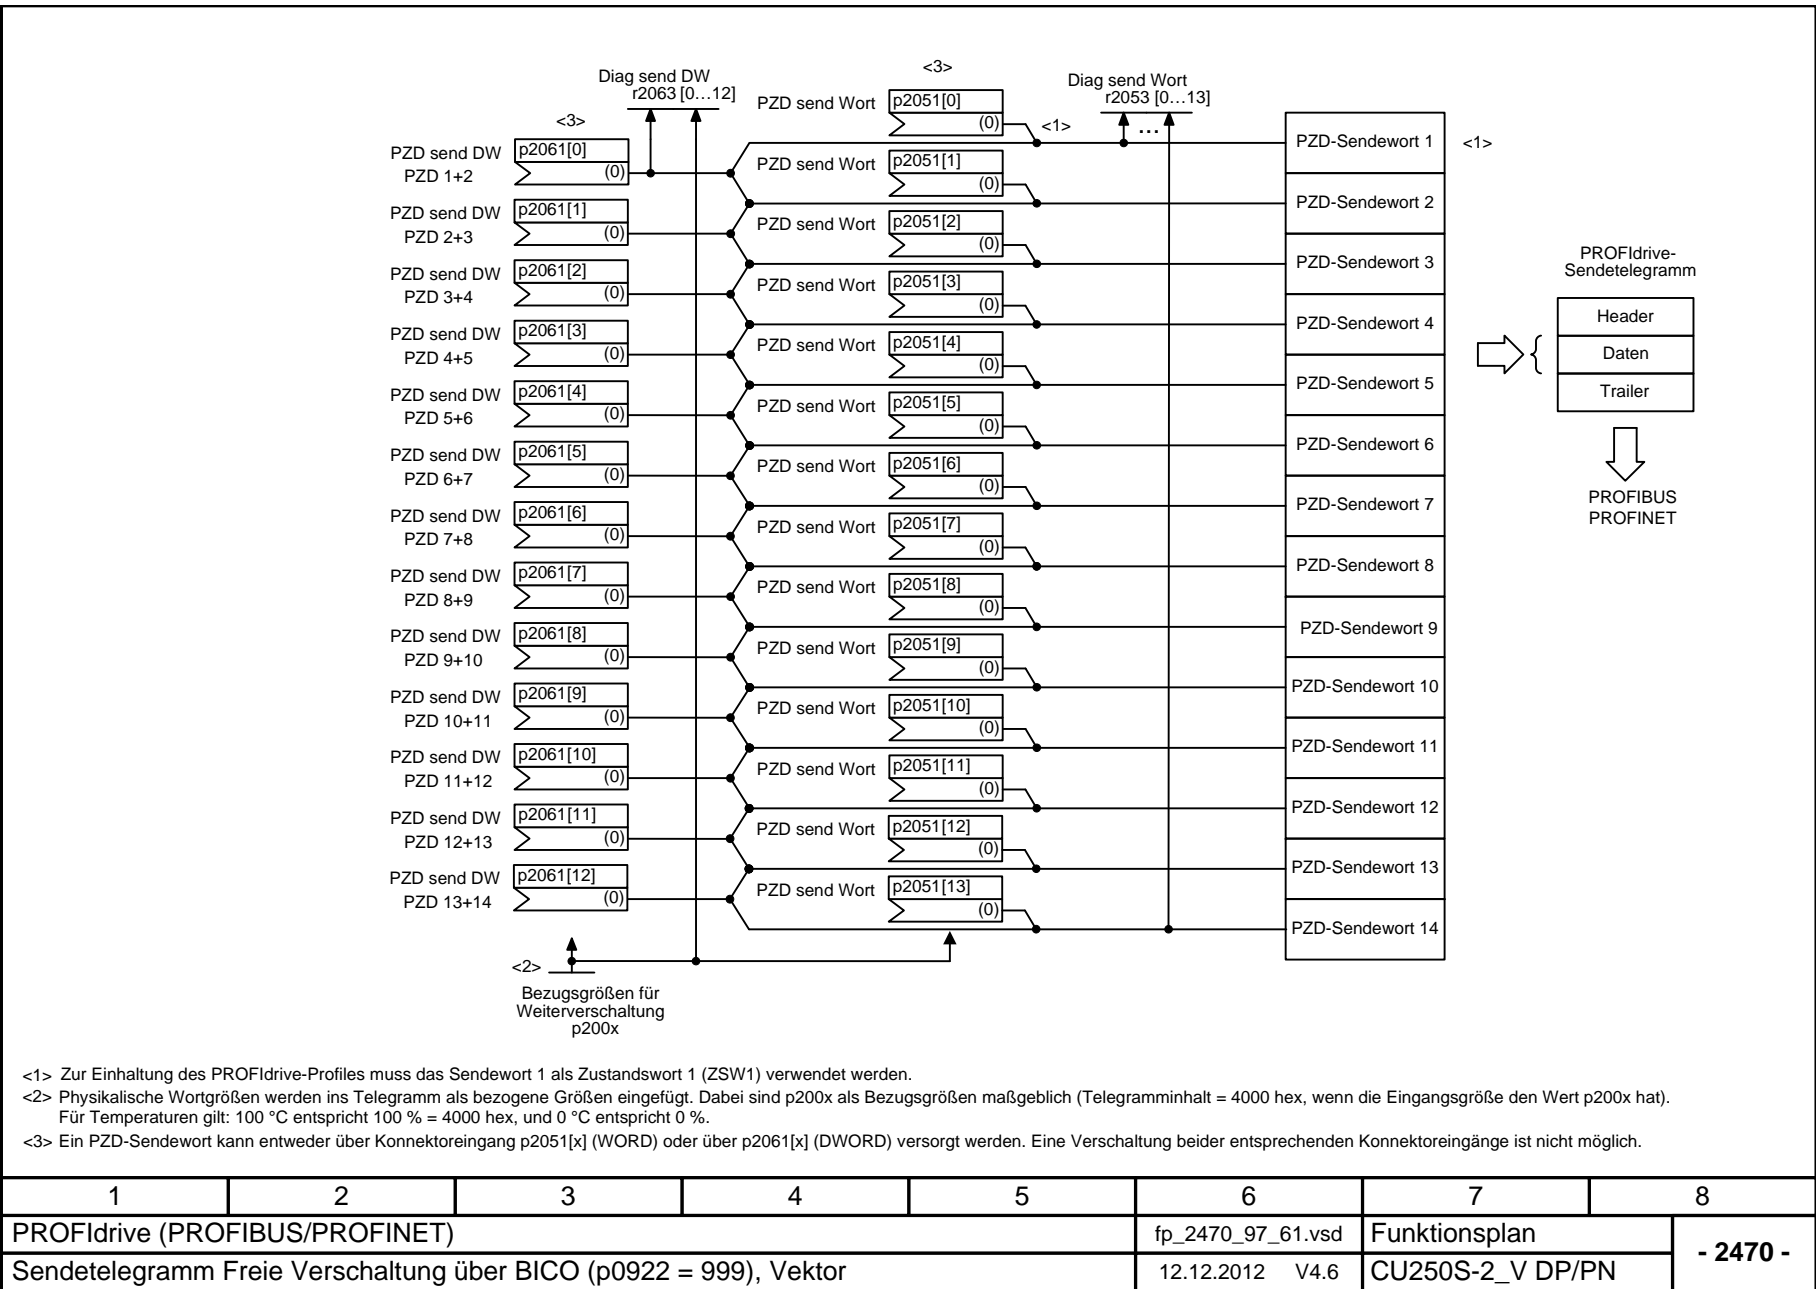 Diag send DW
r2063 [0…12]
<3>
Diag send Wort
r2053 [0…13]
<3>
PZD send Wort p2051[0]
(0)
<1>
...
PZD send DW p2061[0]
PZD 1+2 (0)
PZD send Wort p2051[1]
(0)
PZD-Sendewort 1 <1>
PZD send DW p2061[1]
PZD 2+3 (0)
PZD send Wort p2051[2]
(0)
PZD-Sendewort 2
PZD send DW p2061[2]
PZD 3+4 (0)
PZD send Wort p2051[3]
(0)
PZD-Sendewort 3
PZD send DW p2061[3]
PZD 4+5 (0)
PZD send Wort p2051[4]
(0)
PZD-Sendewort 4
PZD send DW p2061[4]
PZD 5+6 (0)
PZD send Wort p2051[5]
(0)
PZD-Sendewort 5
PZD send DW p2061[5]
PZD 6+7 (0)
PZD send Wort p2051[6]
(0)
PZD-Sendewort 6
PZD send DW p2061[6]
PZD 7+8 (0)
PZD send Wort p2051[7]
(0)
PZD-Sendewort 7
PZD send DW p2061[7]
PZD 8+9 (0)
PZD send Wort p2051[8]
(0)
PZD-Sendewort 8
PZD send DW p2061[8]
PZD 9+10 (0)
PZD send Wort p2051[9]
(0)
PZD-Sendewort 9
PZD send DW p2061[9]
PZD 10+11 (0)
PZD send Wort p2051[10]
(0)
PZD-Sendewort 10
PZD send DW p2061[10]
PZD 11+12 (0)
PZD send Wort p2051[11]
(0)
PZD-Sendewort 11
PZD send DW p2061[11]
PZD 12+13 (0)
PZD send Wort p2051[12]
(0)
PZD-Sendewort 12
PZD send DW p2061[12]
PZD 13+14 (0)
PZD send Wort p2051[13]
(0)
PZD-Sendewort 13
PZD-Sendewort 14
PROFIdrive-
Sendetelegramm
Header
Daten
Trailer
PROFIBUS
PROFINET
<2>
Bezugsgrößen für
Weiterverschaltung
p200x
<1> Zur Einhaltung des PROFIdrive-Profiles muss das Sendewort 1 als Zustandswort 1 (ZSW1) verwendet werden.
<2> Physikalische Wortgrößen werden ins Telegramm als bezogene Größen eingefügt. Dabei sind p200x als Bezugsgrößen maßgeblich (Telegramminhalt = 4000 hex, wenn die Eingangsgröße den Wert p200x hat).
Für Temperaturen gilt: 100 °C entspricht 100 % = 4000 hex, und 0 °C entspricht 0 %.
<3> Ein PZD-Sendewort kann entweder über Konnektoreingang p2051[x] (WORD) oder über p2061[x] (DWORD) versorgt werden. Eine Verschaltung beider entsprechenden Konnektoreingänge ist nicht möglich.
1 2 3 4 5 6 7 8
PROFIdrive (PROFIBUS/PROFINET) fp_2470_97_61.vsd Funktionsplan - 2470 -
Sendetelegramm Freie Verschaltung über BICO (p0922 = 999), Vektor 12.12.2012 V4.6 CU250S-2_V DP/PN